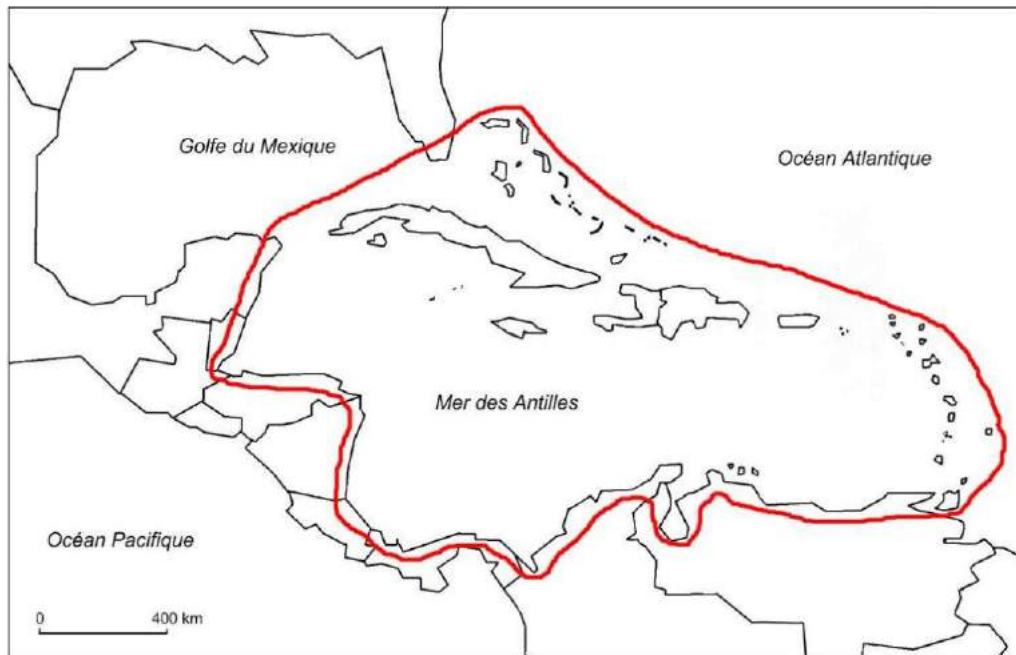 Golfe du Mexique
Océan Atlantique
Mer des Antilles
Océan Pacifique
0 400 km